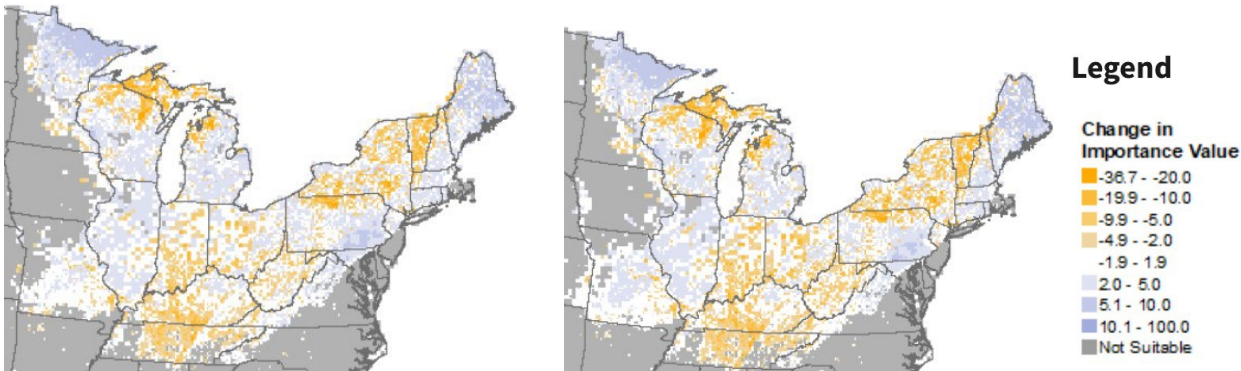 Legend
Change in
Importance Value
-36.7 - -20.0
-19.9 - -10.0
-9.9 - -5.0
-4.9 - -2.0
-1.9 - 1.9
2.0 - 5.0
5.1 - 10.0
10.1 - 100.0
Not Suitable